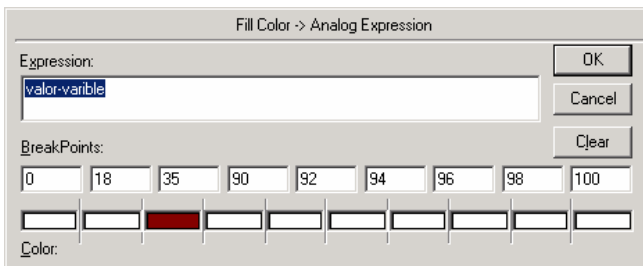 Fill Color -> Analog Expression
Expression:
OK
valor-varible
Cancel
Clear
BreakPoints:
0 18 35 90 92 94 96 98 100
Color: